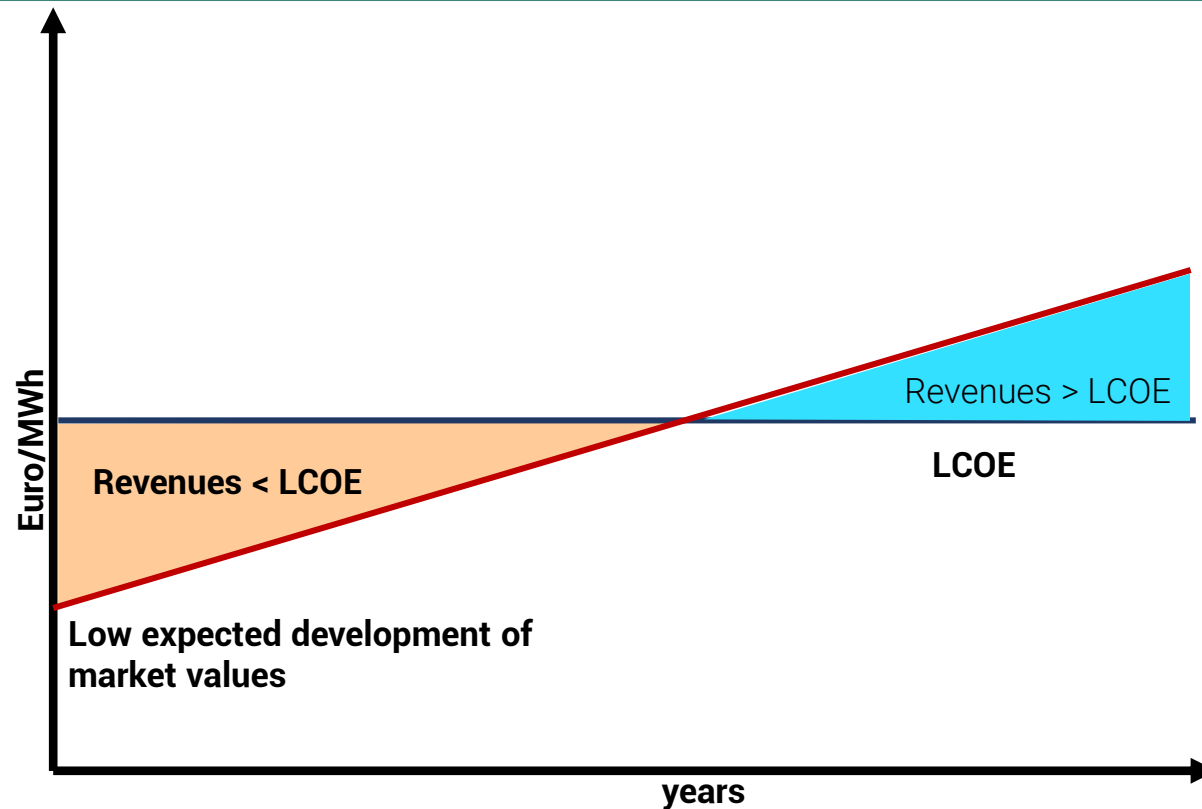 Euro/MWh
Revenues > LCOE
LCOE
Revenues < LCOE
Low expected development of
market values
years